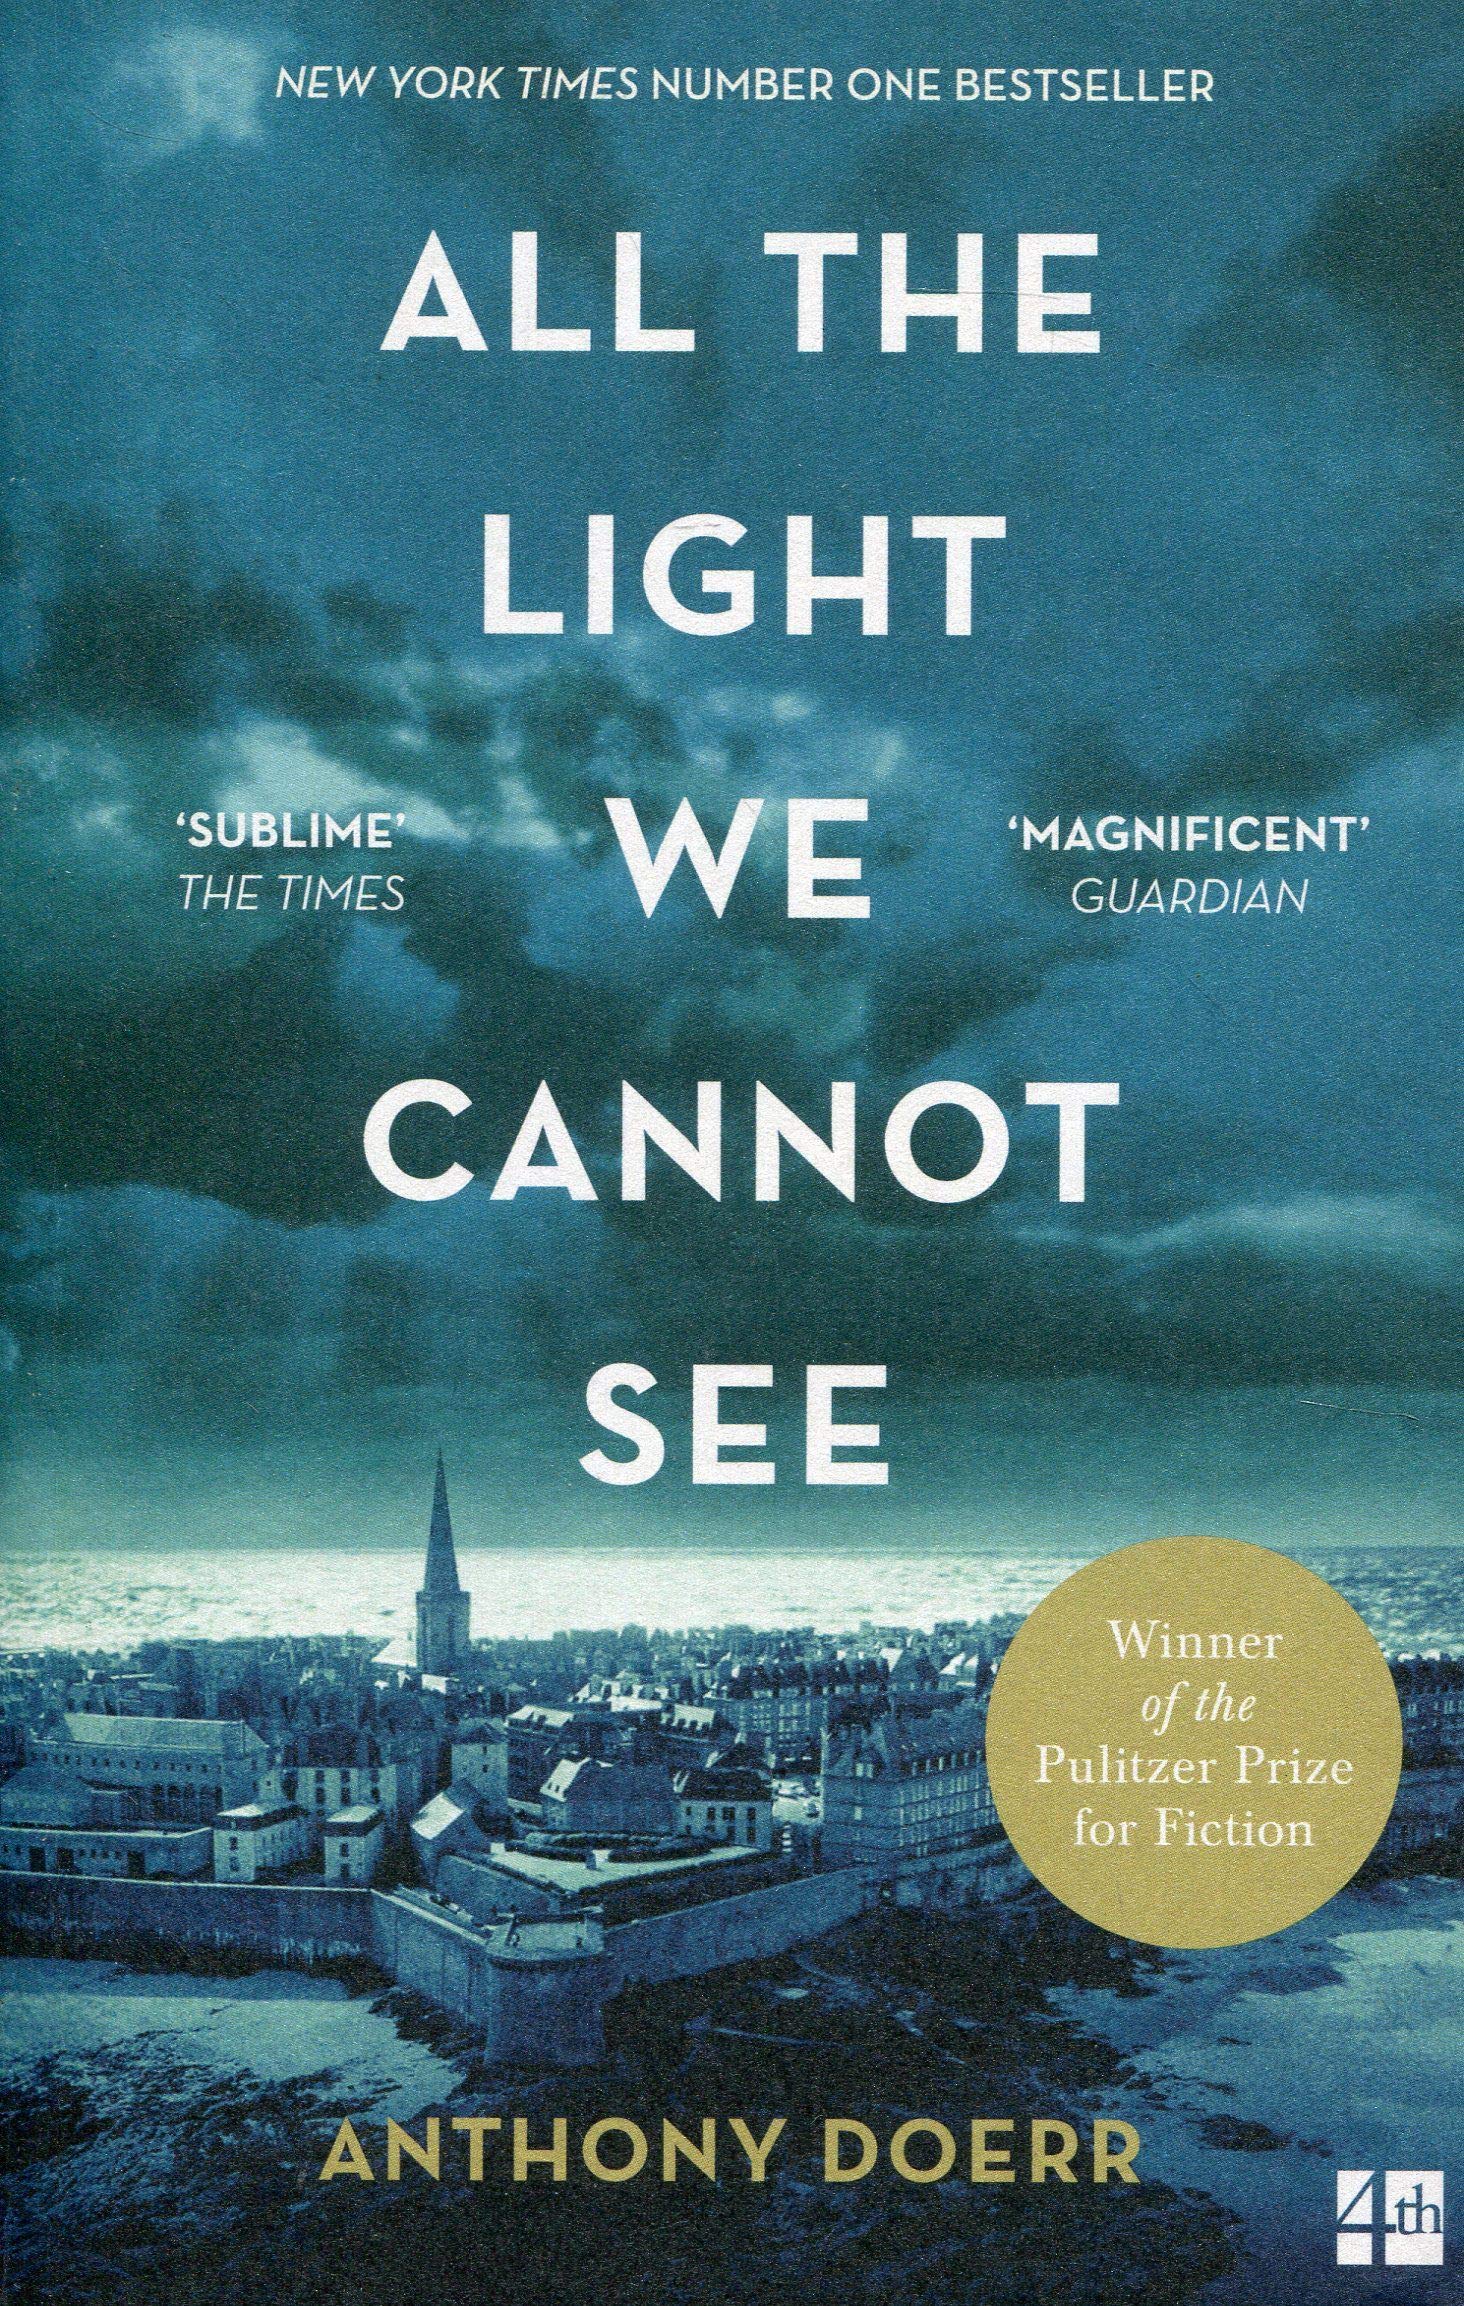 NEW YORK TIMES NUMBER ONE BESTSELLER
ALL THE
LIGHT
WE
‘SUBLIME’
THE TIMES
‘MAGNIFICENT’
GUARDIAN
CANNOT
SEE
Winner
of the
Pulitzer Prize
for Fiction
ANTHONY DOERR
4th